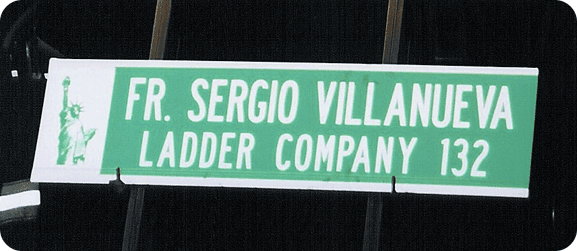 FR. SERGIO VILLANUEVA
LADDER COMPANY 132